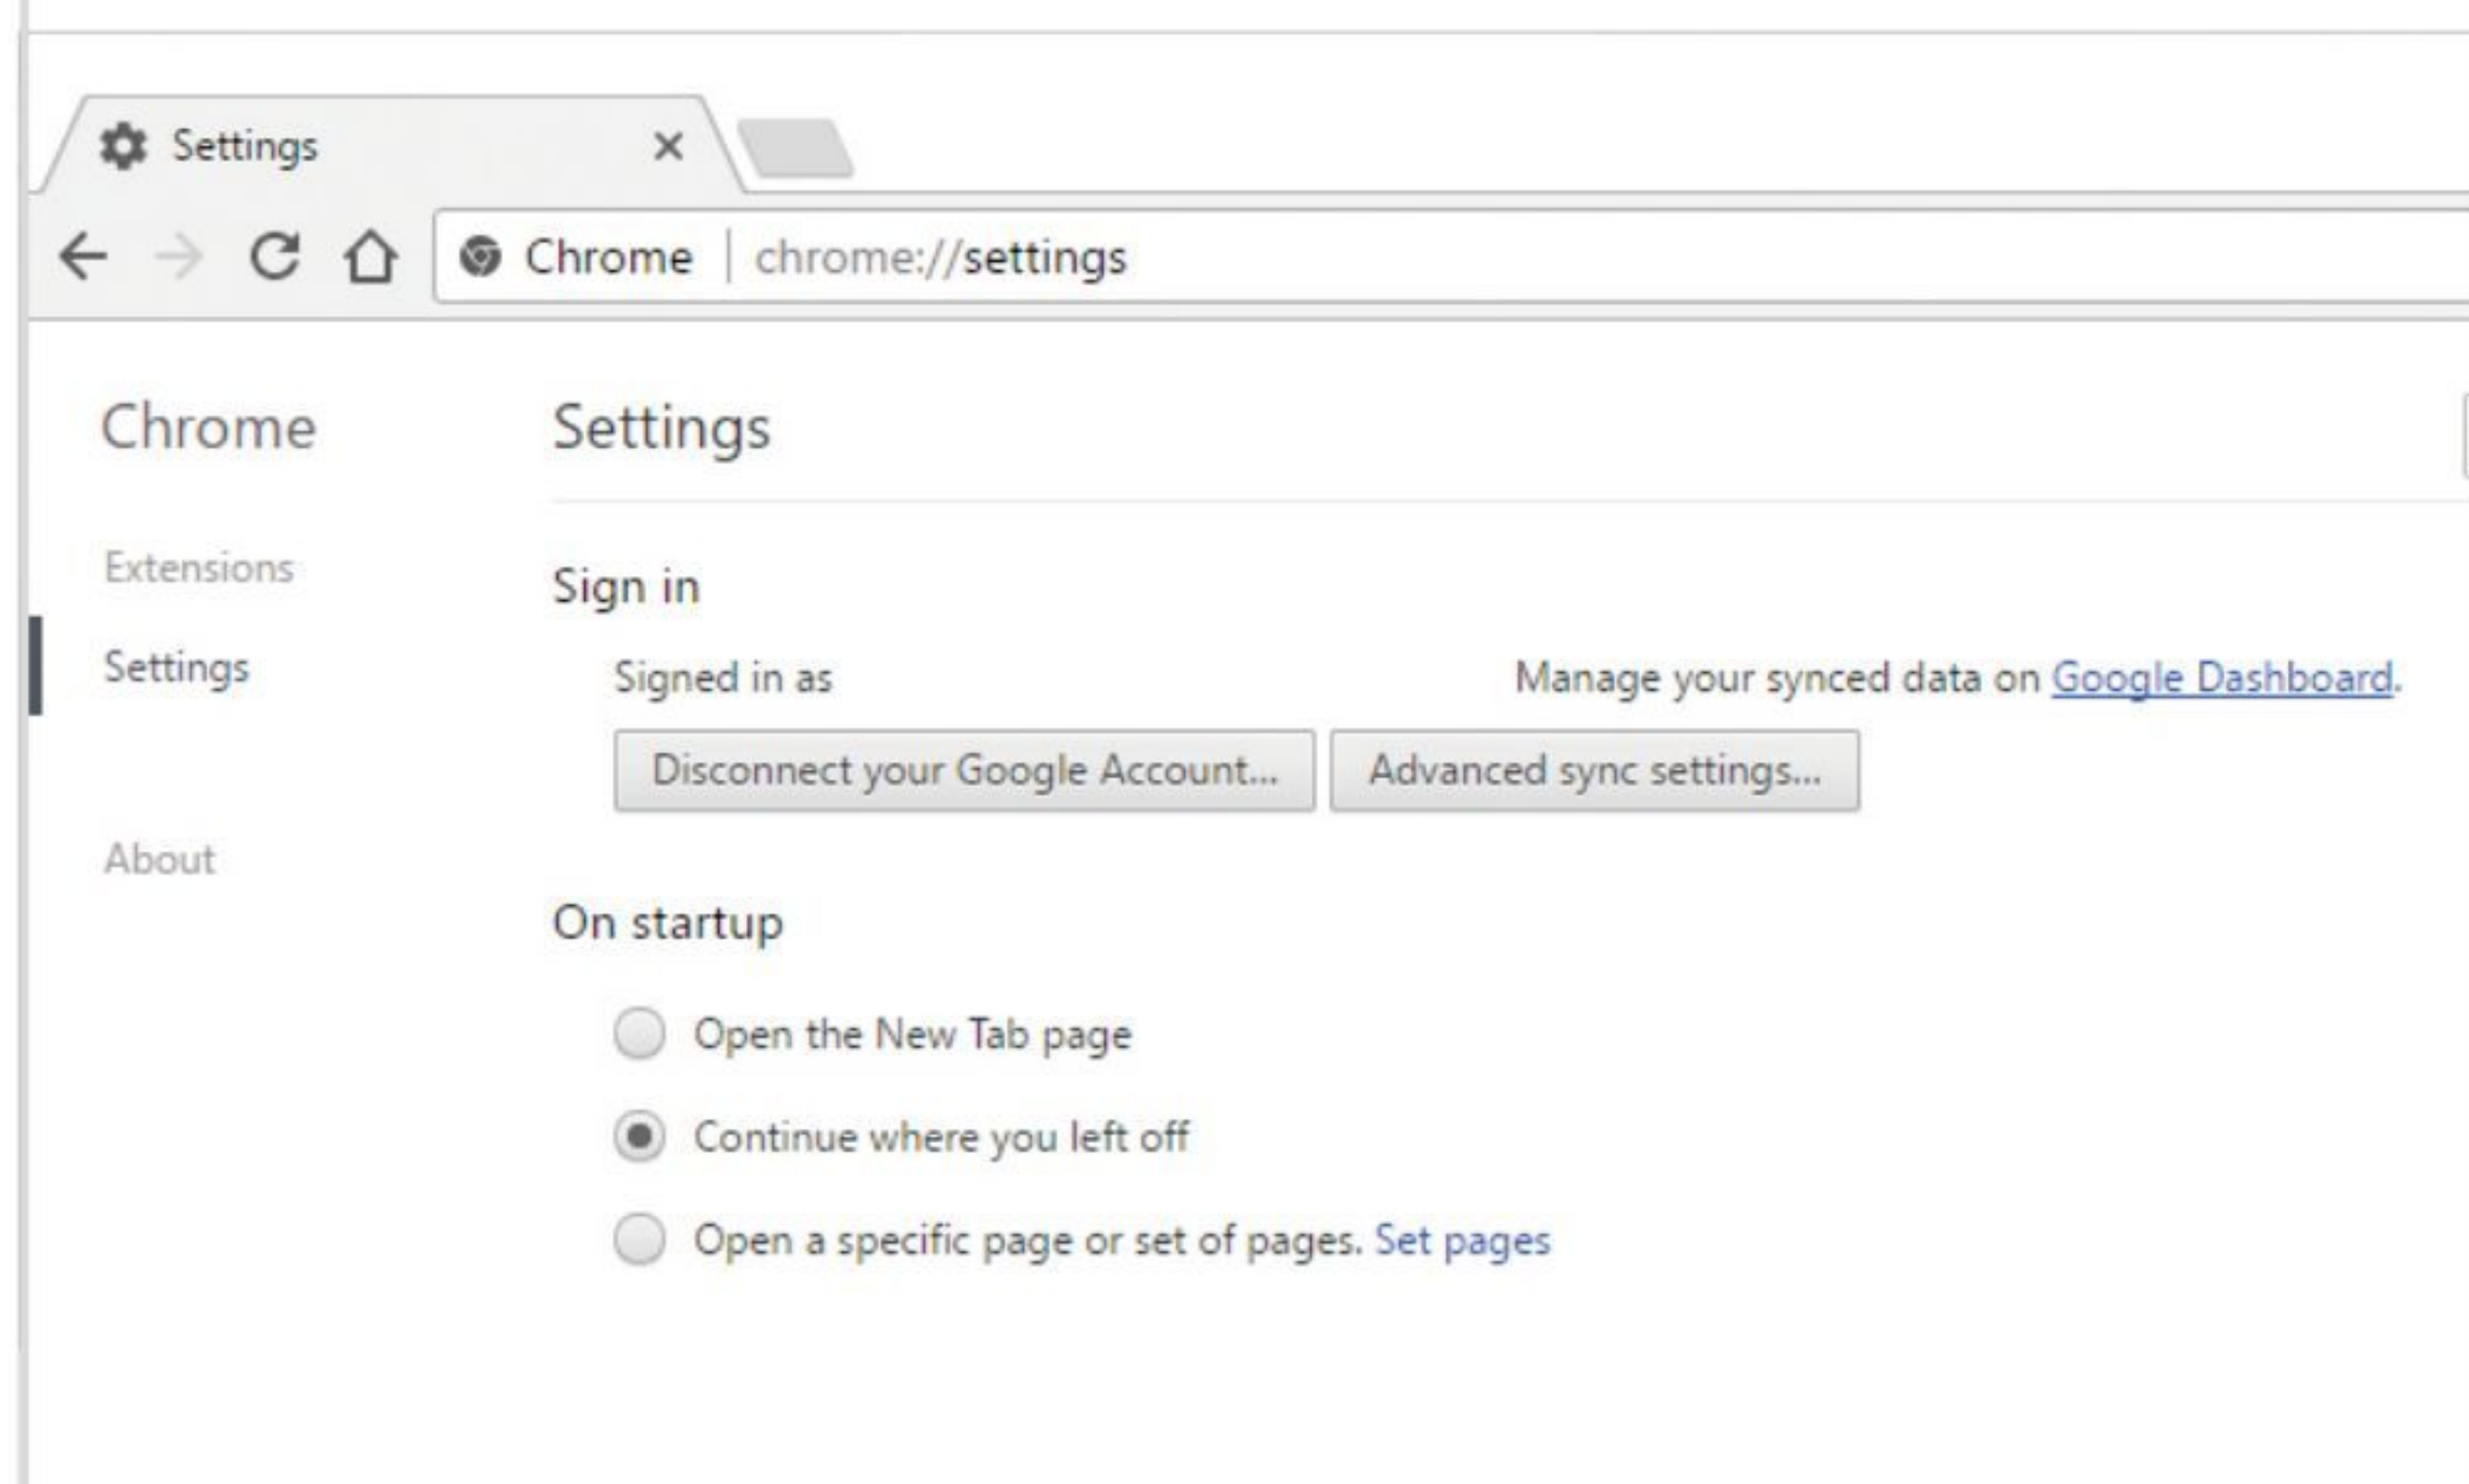 Settings
Chrome | chrome://settings
Chrome
Settings
Extensions
Settings
About
Sign in
Signed in as
Manage your synced data on Google Dashboard.
Disconnect your Google Account...
Advanced sync settings...
On startup
Open the New Tab page
Continue where you left off
Open a specific page or set of pages. Set pages